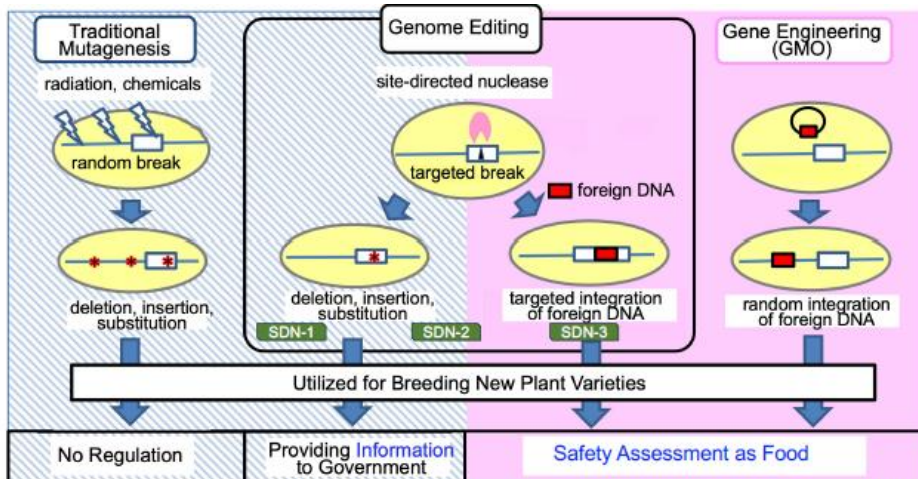 Traditional
Mutagenesis
Genome Editing
Gene Engineering
(GMO)
radiation, chemicals
site-directed nuclease
random break
targeted break
foreign DNA
deletion, insertion,
substitution
deletion, insertion,
substitution
targeted integration
of foreign DNA
random integration
of foreign DNA
SDN-1
SDN-2
SDN-3
Utilized for Breeding New Plant Varieties
No Regulation
Providing Information
to Government
Safety Assessment as Food